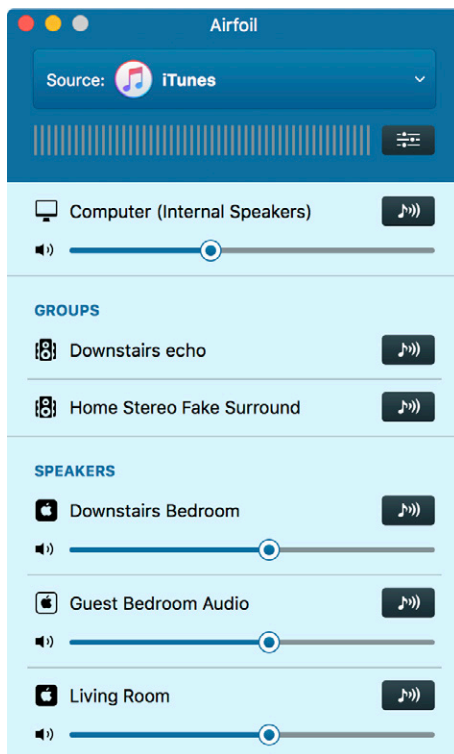 Airfoil
Source: iTunes
Computer (Internal Speakers)
GROUPS
Downstairs echo
Home Stereo Fake Surround
SPEAKERS
Downstairs Bedroom
Guest Bedroom Audio
Living Room